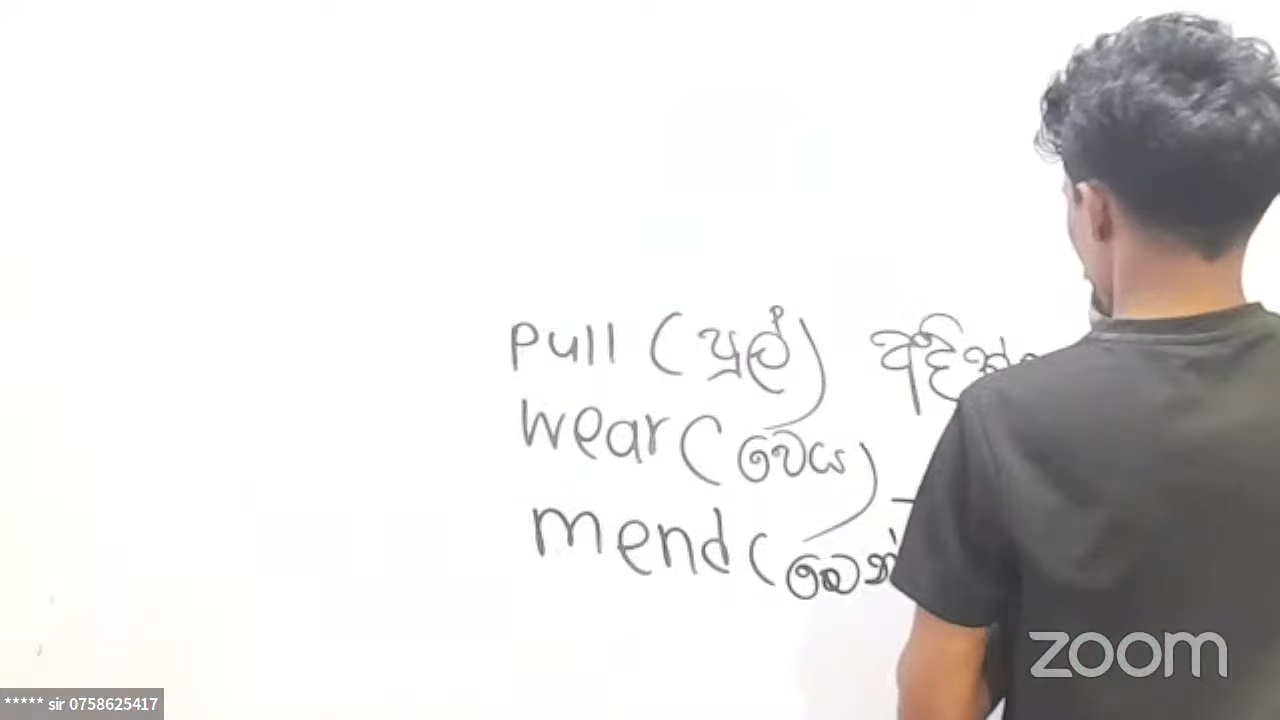 pull (පුල්)
wear (වෙය) -
mend (
zoom
***** sir 0758625417